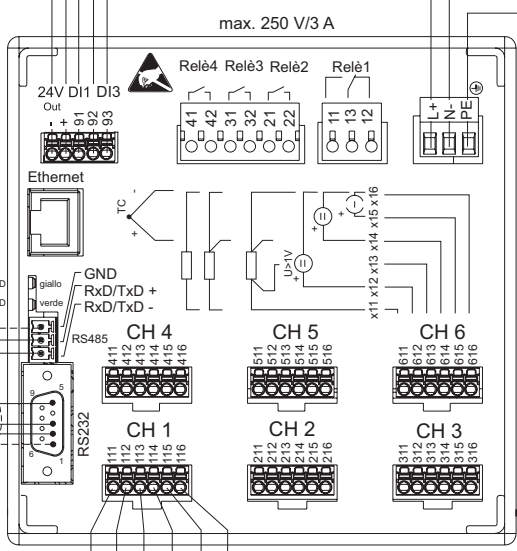 max. 250 V/3 A
Relè4 Relè3 Relè2 Relè1
24V DI1 DI3
Out
- + 91 92 93
41 42 31 32 21 22
11 13 12
L+ N- PE
Ethernet
TC
-
+
U>1V
+
+
+
x11 x12 x13 x14 x15 x16
giallo
verde
GND
RxD/TxD +
RxD/TxD -
RS485
CH 4 CH 5 CH 6
411 412 413 414 415 416
511 512 513 514 515 516
611 612 613 614 615 616
9 5
6 1
RS232
CH 1 CH 2 CH 3
111 112 113 114 115 116
211 212 213 214 215 216
311 312 313 314 315 316